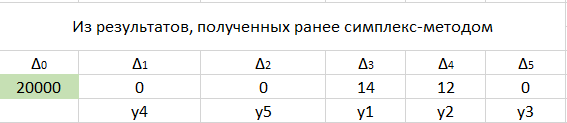 Из результатов, полученных ранее симплекс-методом
Δ0 Δ1 Δ2 Δ3 Δ4 Δ5
20000 0 0 14 12 0
y4 y5 y1 y2 y3